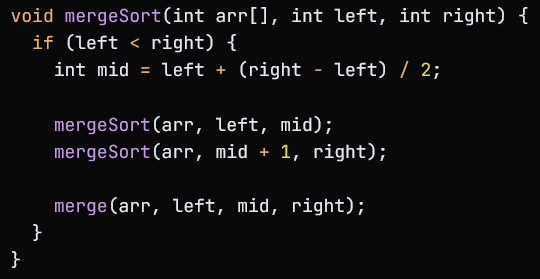 void mergeSort(int arr[], int left, int right) {
  if (left < right) {
    int mid = left + (right - left) / 2;

    mergeSort(arr, left, mid);
    mergeSort(arr, mid + 1, right);

    merge(arr, left, mid, right);
  }
}